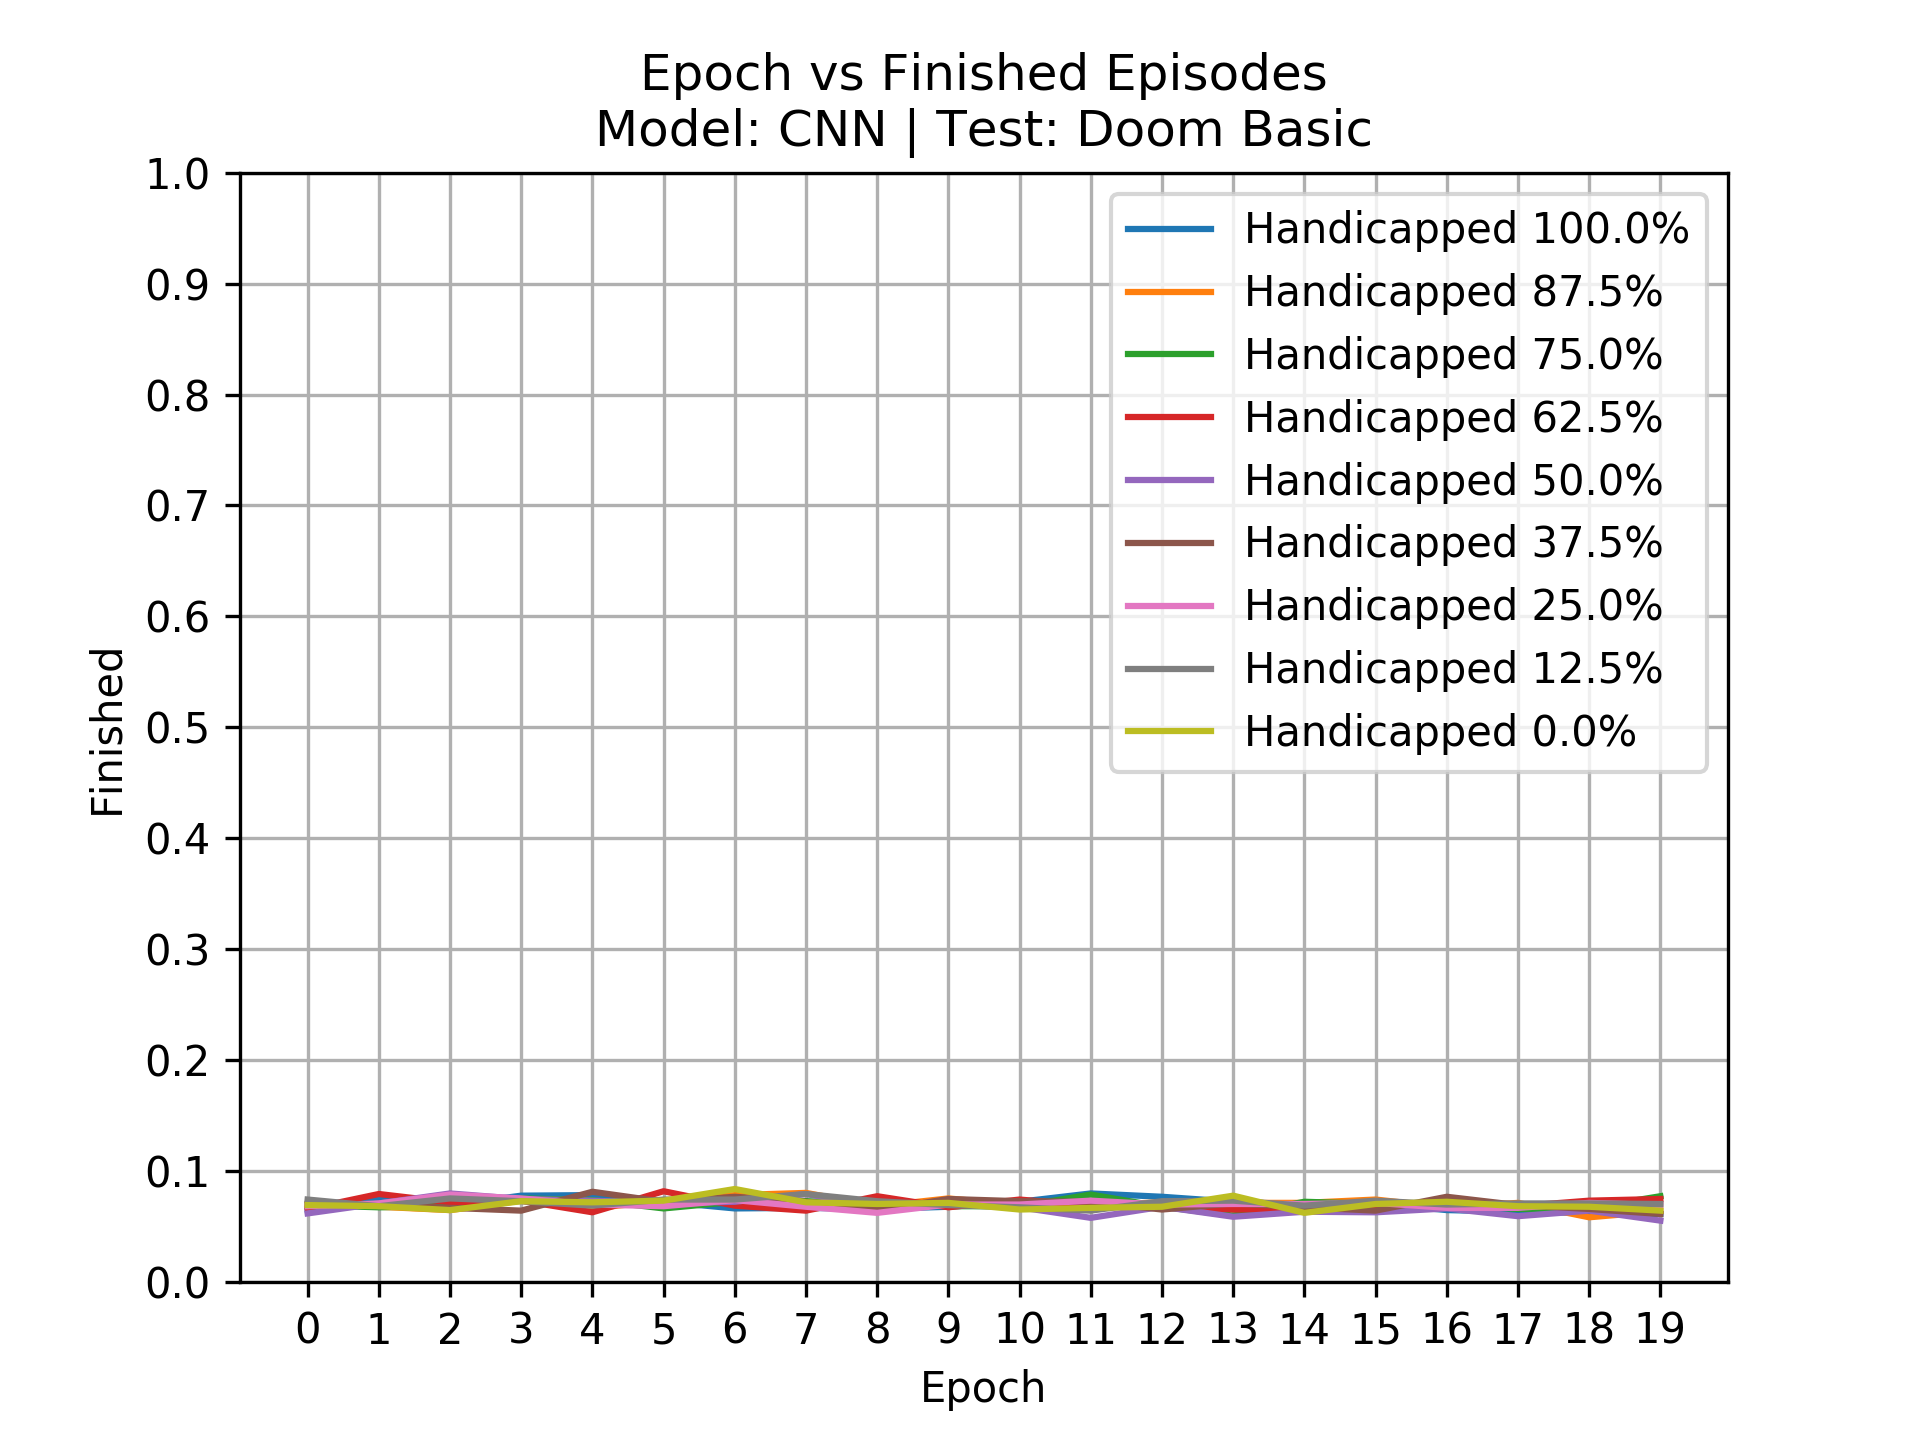 Epoch vs Finished Episodes
Model: CNN | Test: Doom Basic
1.0
0.9
0.8
0.7
0.6
0.5
0.4
0.3
0.2
0.1
0.0
Finished
Handicapped 100.0%
Handicapped 87.5%
Handicapped 75.0%
Handicapped 62.5%
Handicapped 50.0%
Handicapped 37.5%
Handicapped 25.0%
Handicapped 12.5%
Handicapped 0.0%
0 1 2 3 4 5 6 7 8 9 10 11 12 13 14 15 16 17 18 19
Epoch